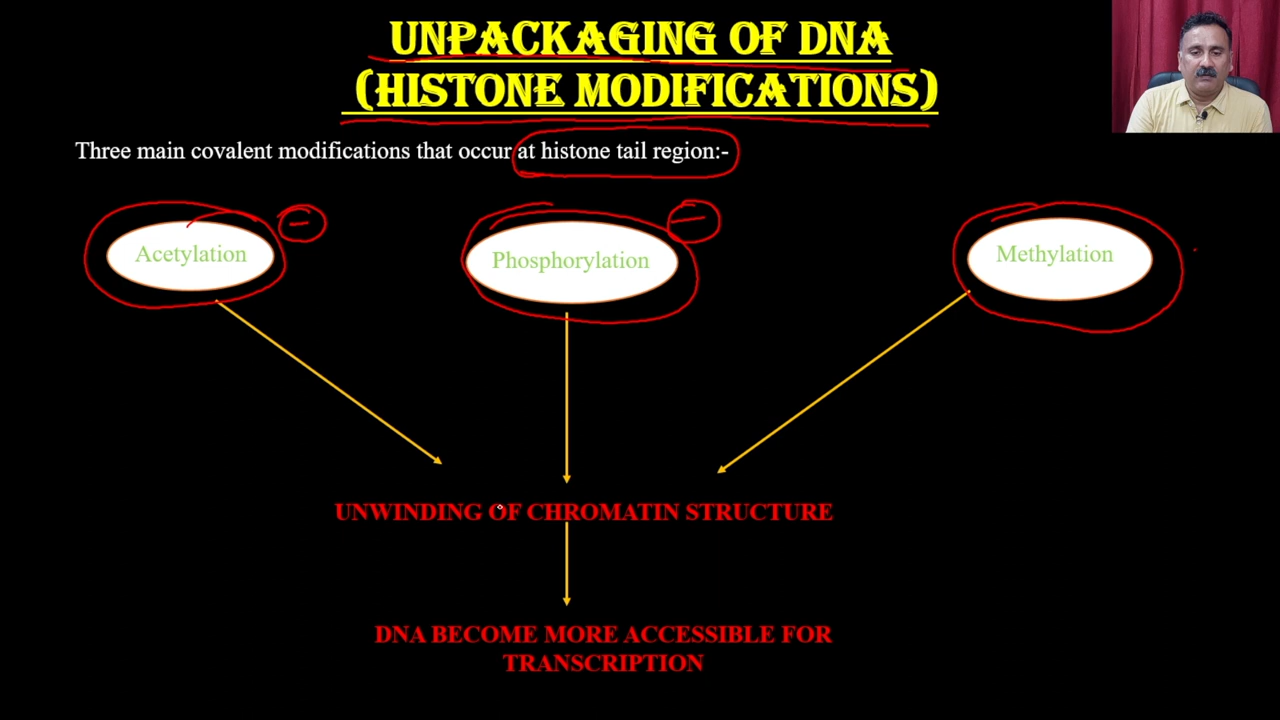 UNPACKAGING OF DNA
(HISTONE MODIFICATIONS)
Three main covalent modifications that occur at histone tail region:-
Acetylation
Phosphorylation
Methylation
UNWINDING OF CHROMATIN STRUCTURE
DNA BECOME MORE ACCESSIBLE FOR
TRANSCRIPTION